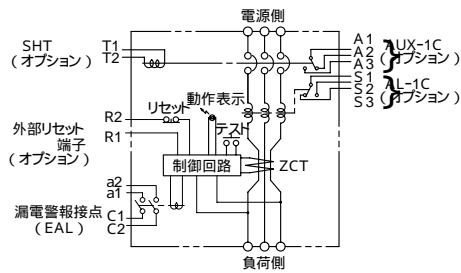 電源側
SHT
(オプション)
T1
T2
A1
A2
A3
AUX-1C
(オプション)
S1
S2
S3
AL-1C
(オプション)
動作表示
リセット
テスト
R2
R1
外部リセット
端子
(オプション)
制御回路
ZCT
a2
a1
漏電警報接点
(EAL)
C1
C2
負荷側